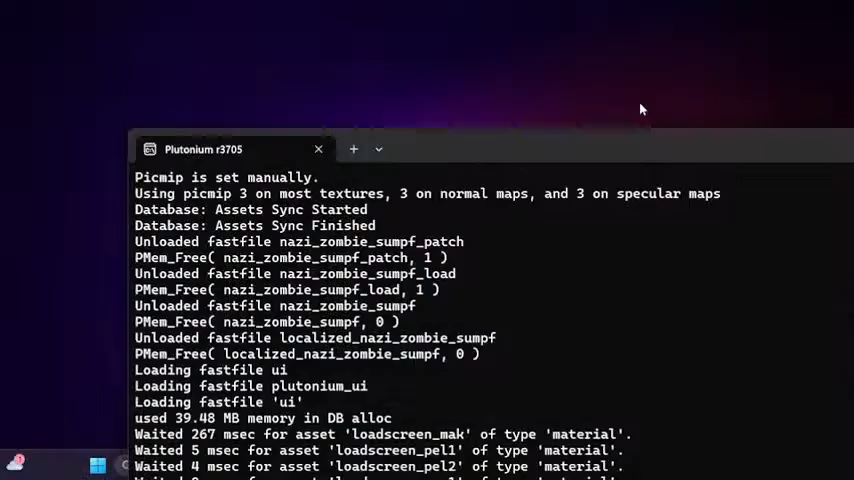 Plutonium r3705
Picmip is set manually.
Using picmip 3 on most textures, 3 on normal maps, and 3 on specular maps
Database: Assets Sync Started
Database: Assets Sync Finished
Unloaded fastfile nazi_zombie_sumpf_patch
PMem_Free( nazi_zombie_sumpf_patch, 1 )
Unloaded fastfile nazi_zombie_sumpf_load
PMem_Free( nazi_zombie_sumpf_load, 1 )
Unloaded fastfile nazi_zombie_sumpf
PMem_Free( nazi_zombie_sumpf, 0 )
Unloaded fastfile localized_nazi_zombie_sumpf
PMem_Free( localized_nazi_zombie_sumpf, 0 )
Loading fastfile ui
Loading fastfile plutonium_ui
Loading fastfile 'ui'
used 39.48 MB memory in DB alloc
Waited 267 msec for asset 'loadscreen_mak' of type 'material'.
Waited 5 msec for asset 'loadscreen_pel1' of type 'material'.
Waited 4 msec for asset 'loadscreen_pel2' of type 'material'.